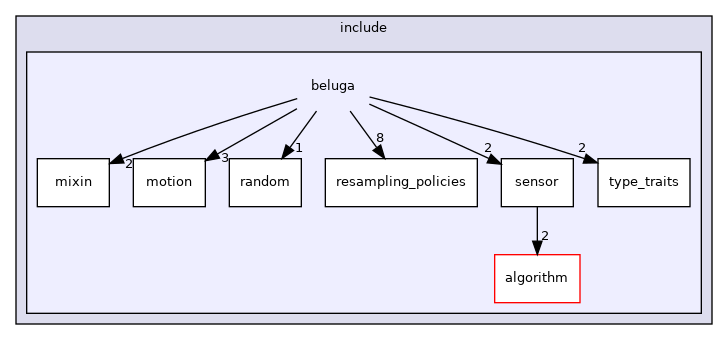 include
beluga
8
2
2
2
3
1
mixin
motion
random
resampling_policies
sensor
type_traits
2
algorithm